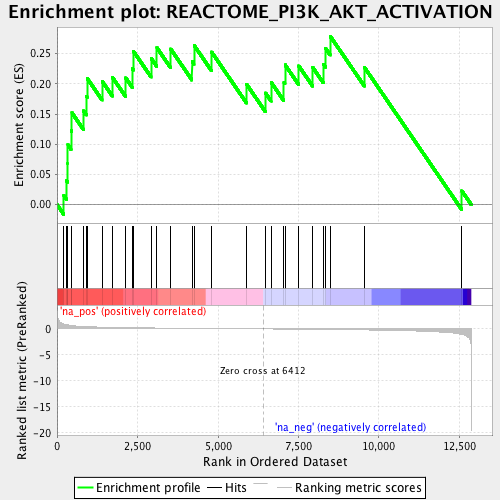 Enrichment plot: REACTOME_PI3K_AKT_ACTIVATION
Enrichment score (ES)
0.25
0.20
0.15
0.10
0.05
0.00
'na_pos' (positively correlated)
Ranked list metric (PreRanked)
0
-5
-10
-15
-20
Zero cross at 6412
'na_neg' (negatively correlated)
0 2,500 5,000 7,500 10,000 12,500
Rank in Ordered Dataset
Enrichment profile Hits Ranking metric scores